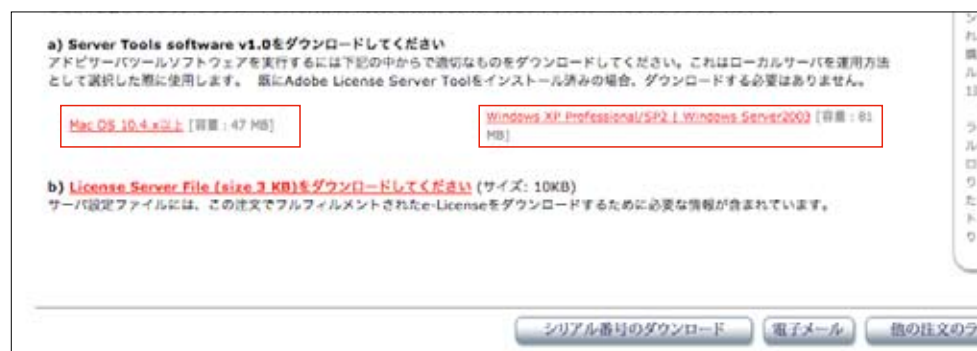 a) Server Tools software v1.0をダウンロードしてください
アドビサーバツールソフトウェアを実行するには下記の中からで適切なものをダウンロードしてください。これはローカルサーバを運用方法
として選択した際に使用します。 既にAdobe License Server Toolをインストール済みの場合、ダウンロードする必要はありません。
Mac OS 10.4.x以上 [容量 : 47 MB]
Windows XP Professional/SP2 | Windows Server2003 [容量 : 81
MB]
b) License Server File (size 3 KB)をダウンロードしてください (サイズ: 10KB)
サーバ設定ファイルには、この注文でフルフィルメントされたe-Licenseをダウンロードするために必要な情報が含まれています。
シリアル番号のダウンロード
電子メール
他の注文のラ